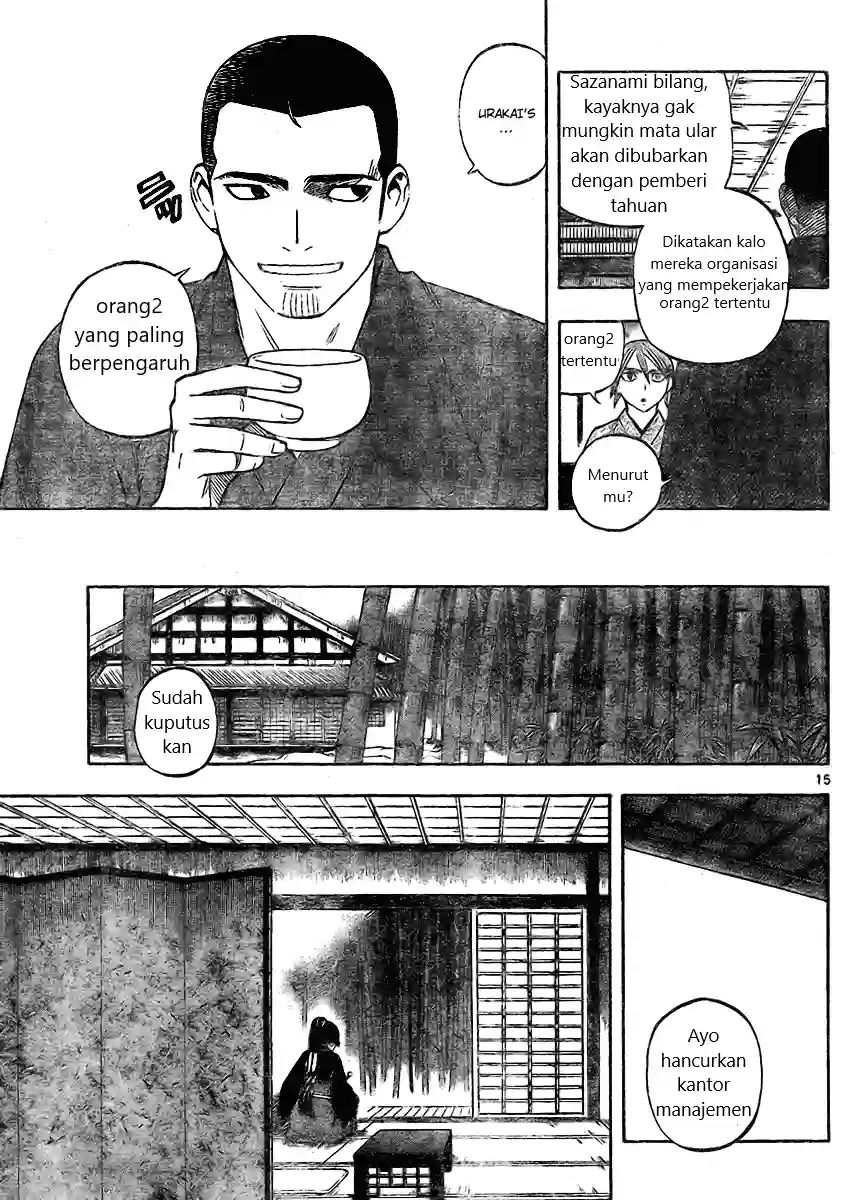 Sazanami bilang,
kayaknya gak
mungkin mata ular
akan dibubarkan
dengan pemberi
tahuan
Dikatakan kalo
mereka organisasi
yang mempekerjakan
orang2 tertentu
orang2
tertentu
Menurut
mu?
URAKAI'S
...
orang2
yang paling
berpengaruh
Sudah
kuputus
kan
15
Ayo
hancurkan
kantor
manajemen